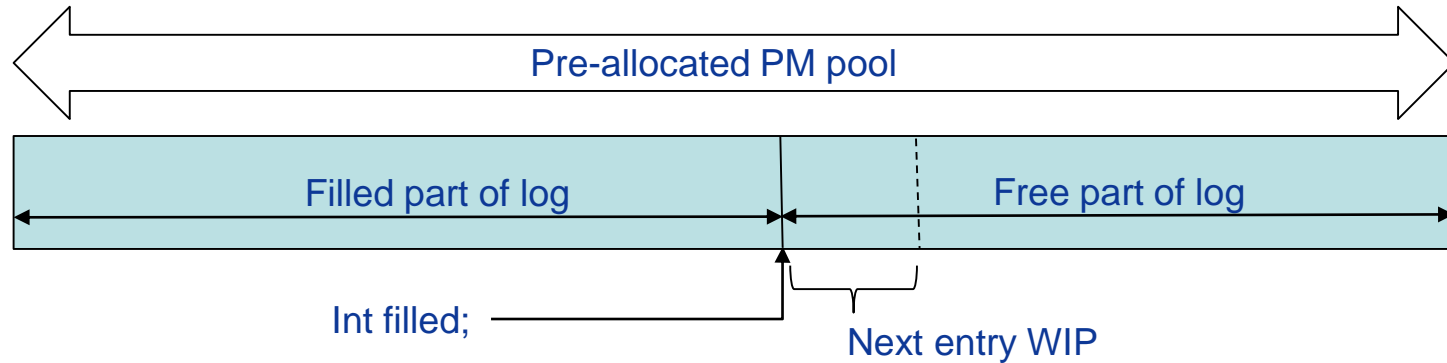 Pre-allocated PM pool
Filled part of log
Free part of log
Int filled;
Next entry WIP